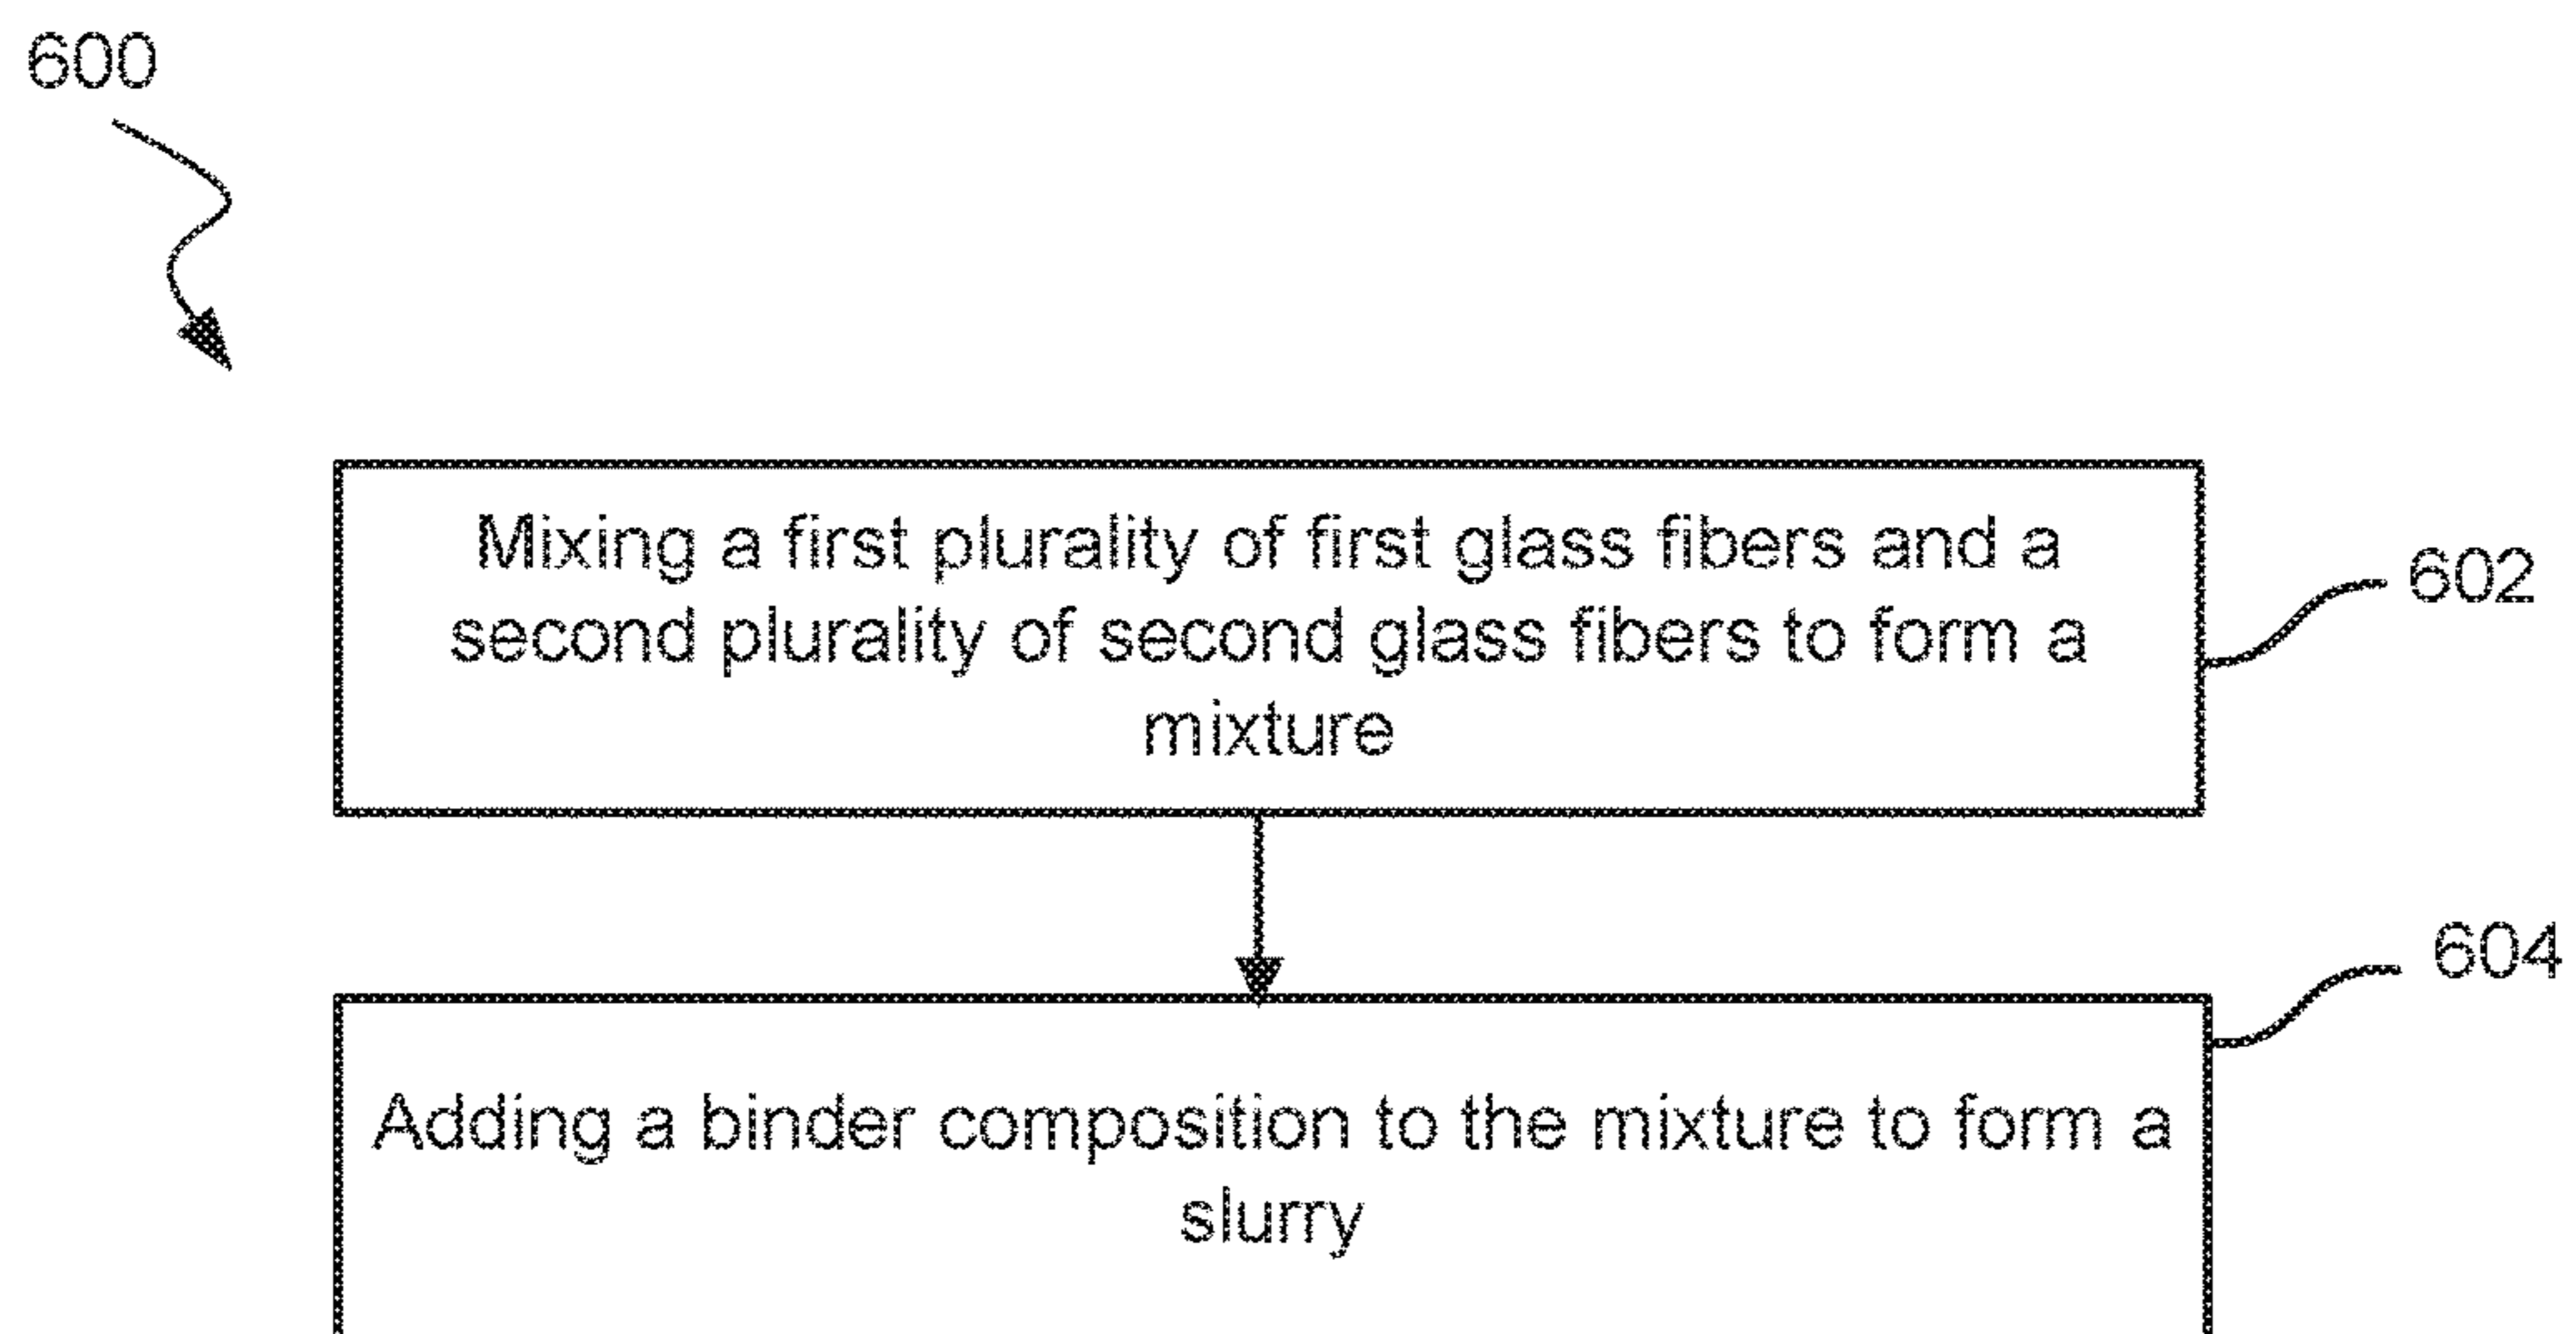 600
Mixing a first plurality of first glass fibers and a
second plurality of second glass fibers to form a
mixture
602
604
Adding a binder composition to the mixture to form a
slurry